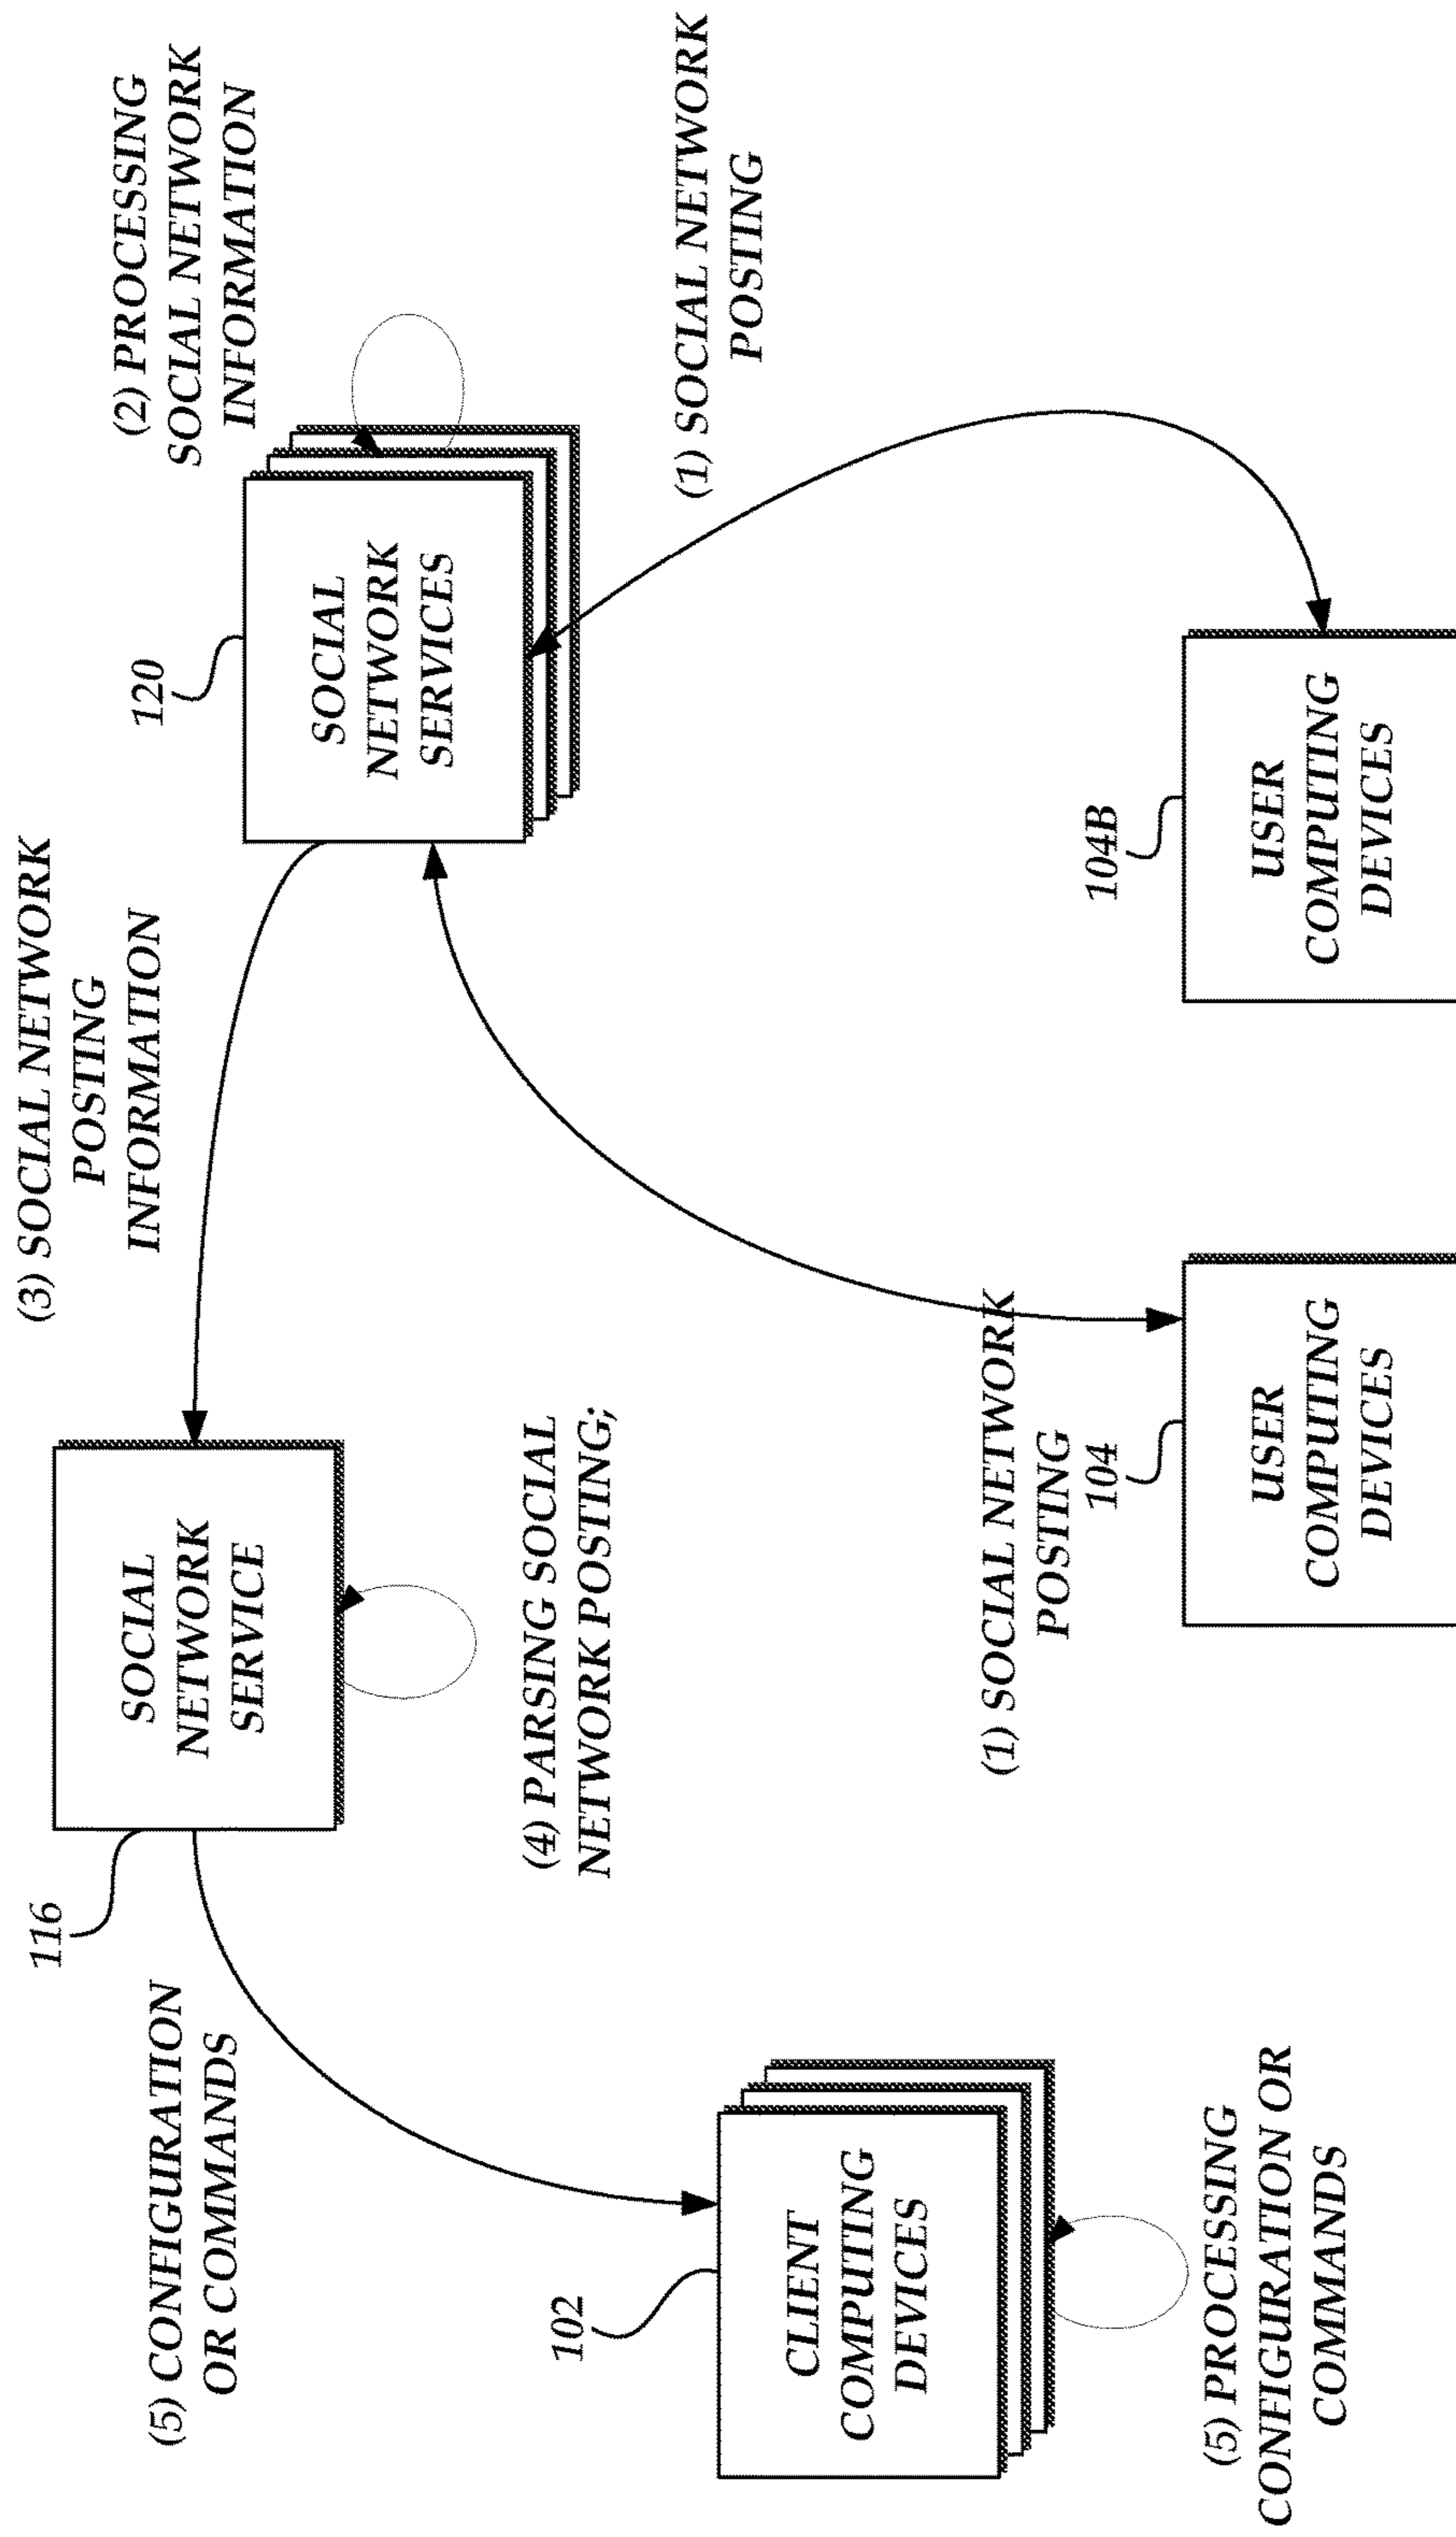 (3) SOCIAL NETWORK
POSTING
INFORMATION
(2) PROCESSING
SOCIAL NETWORK
INFORMATION
116
SOCIAL
NETWORK
SERVICE
120
SOCIAL
NETWORK
SERVICES
(5) CONFIGURATION
OR COMMANDS
(4) PARSING SOCIAL
NETWORK POSTING;
(1) SOCIAL NETWORK
POSTING
102
CLIENT
COMPUTING
DEVICES
(1) SOCIAL NETWORK
POSTING
104
USER
COMPUTING
DEVICES
104B
USER
COMPUTING
DEVICES
(5) PROCESSING
CONFIGURATION OR
COMMANDS